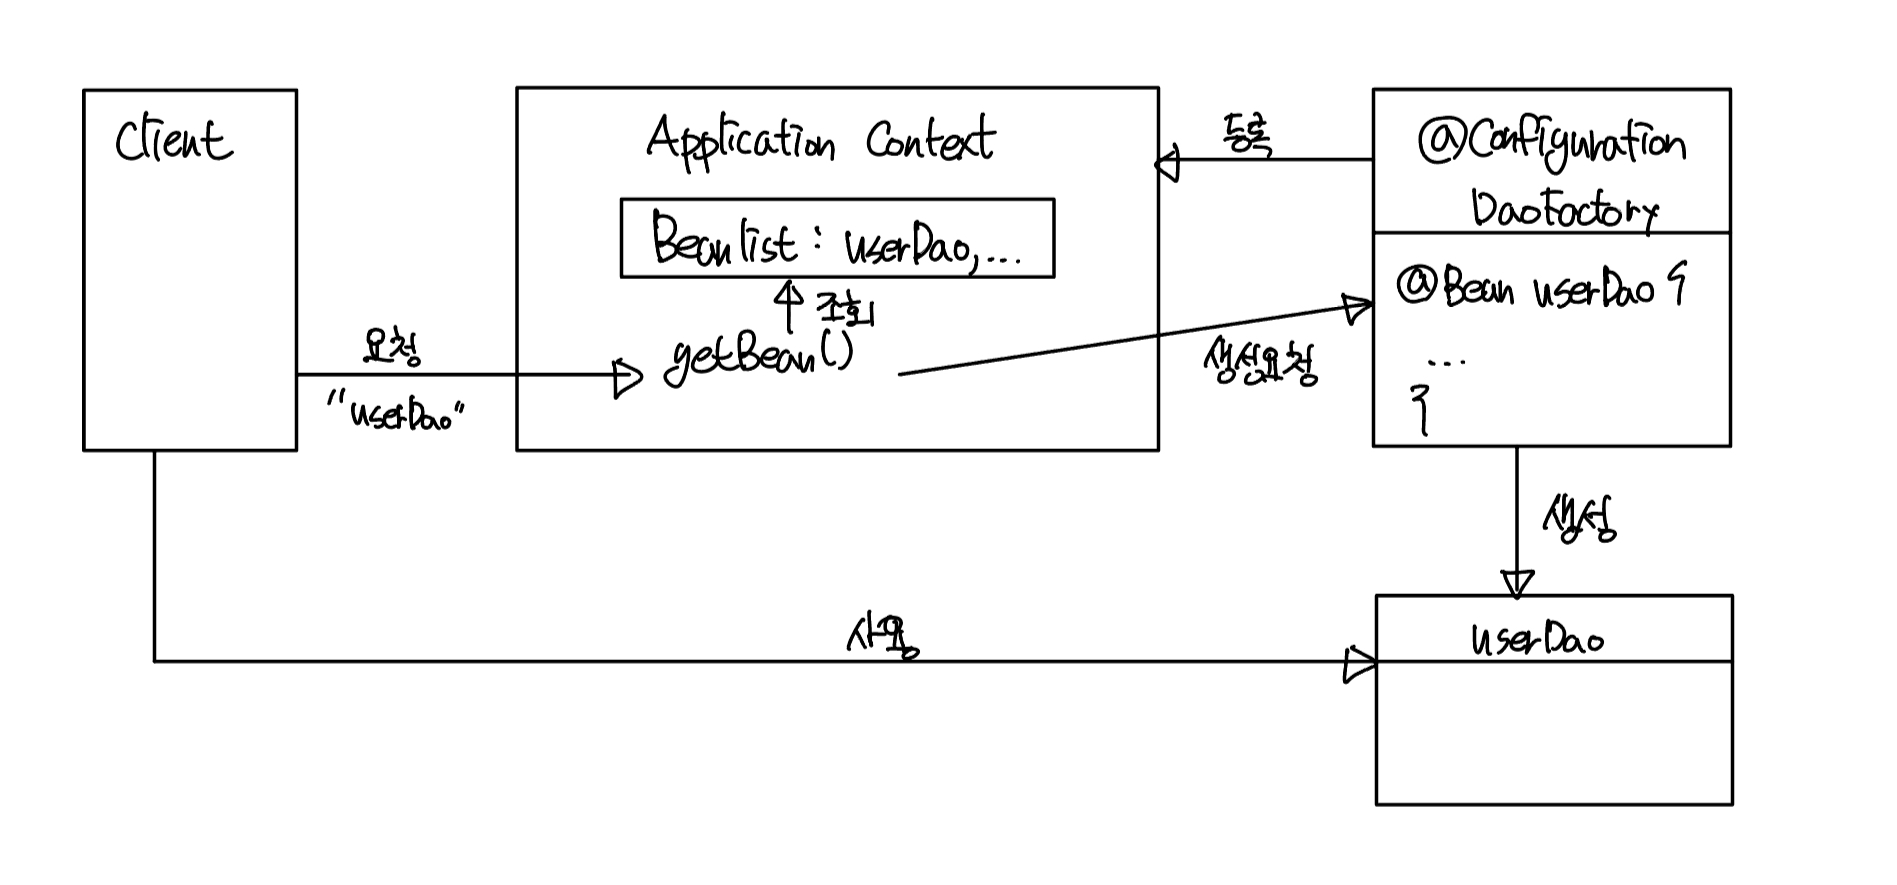 Client
요청
"userDao"
Application Context
Beanlist : userDao, ...
조회
getBean()
등록
생성요청
@Configuration
DaoFactory
@Bean userDao {
...
}
생성
사용
userDao